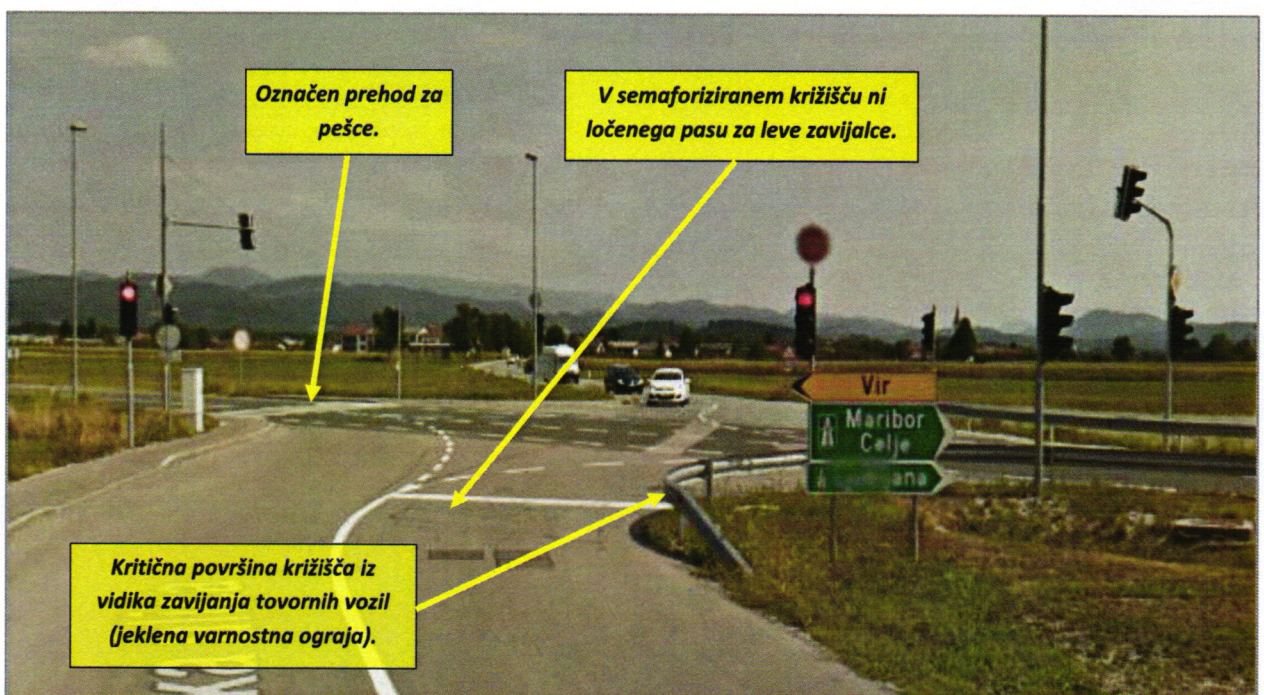 Označen prehod za
pešce.
V semaforiziranem križišču ni
ločenega pasu za leve zavijalce.
Vir
Maribor
Celje
Kritična površina križišča iz
vidika zavijanja tovornih vozil
(jeklena varnostna ograja).